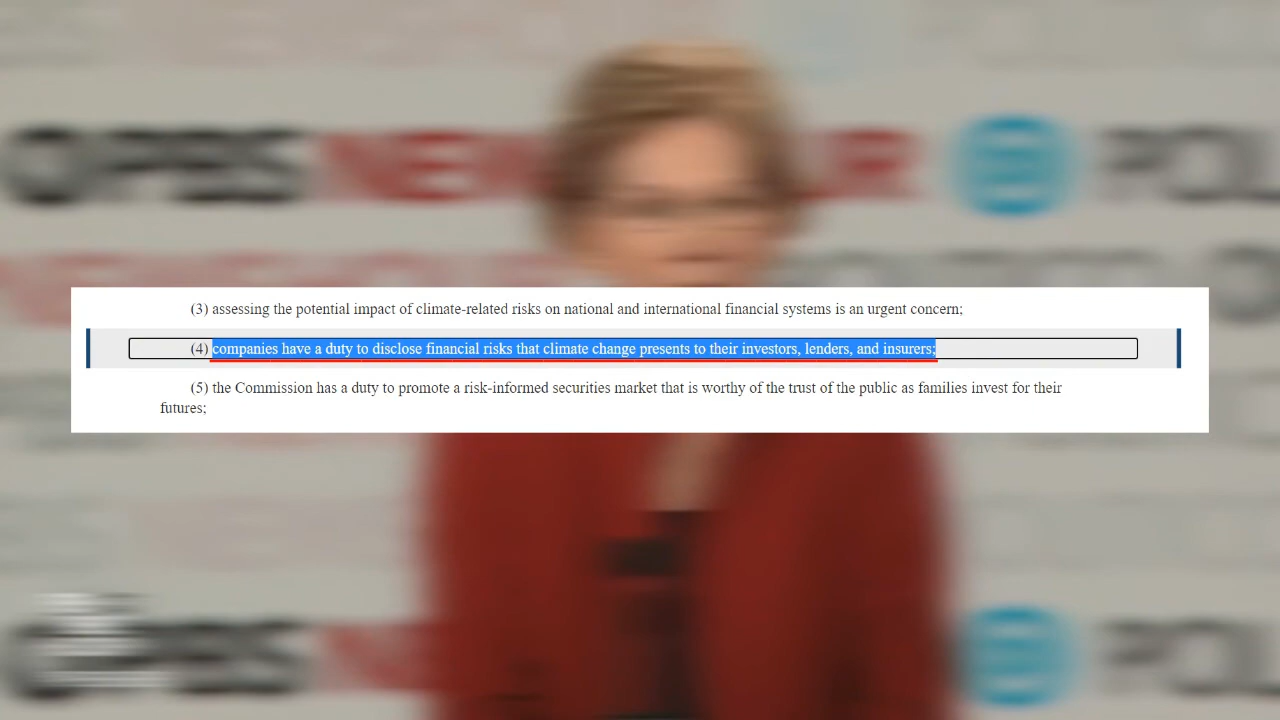 PBS NEWS
(3) assessing the potential impact of climate-related risks on national and international financial systems is an urgent concern;
(4) companies have a duty to disclose financial risks that climate change presents to their investors, lenders, and insurers;
(5) the Commission has a duty to promote a risk-informed securities market that is worthy of the trust of the public as families invest for their
futures;
PBS